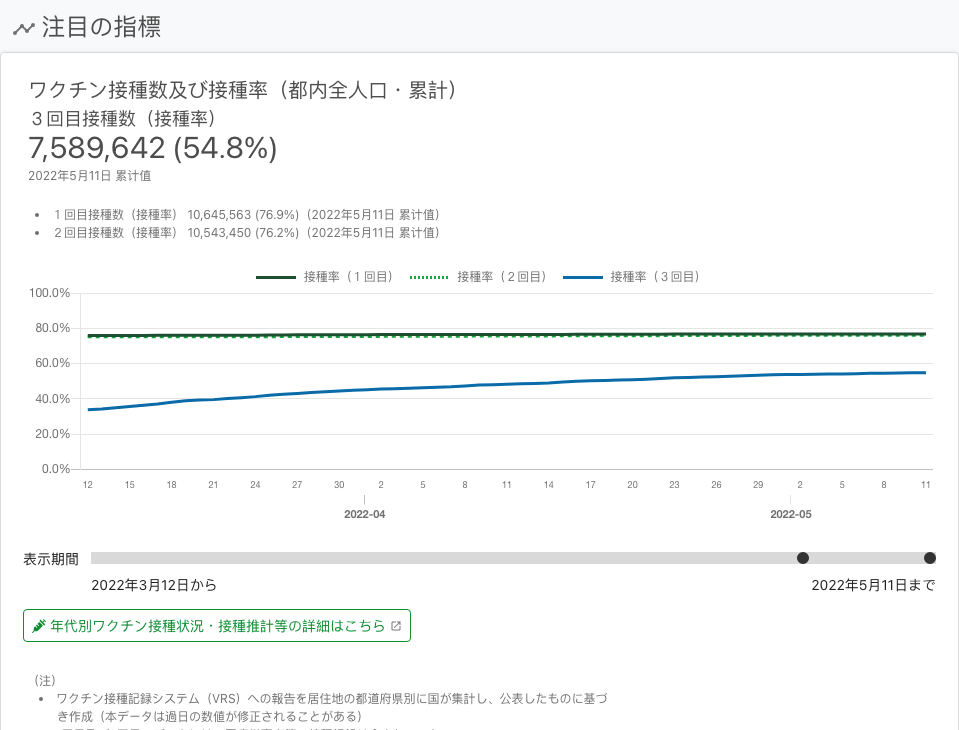 注目の指標
ワクチン接種数及び接種率（都内全人口・累計）
３回目接種数（接種率）
7,589,642 (54.8%)
2022年5月11日 累計値
• １回目接種数（接種率） 10,645,563 (76.9%)（2022年5月11日 累計値）
• ２回目接種数（接種率） 10,543,450 (76.2%)（2022年5月11日 累計値）
接種率（１回目） 接種率（２回目） 接種率（３回目）
100.0%
80.0%
60.0%
40.0%
20.0%
0.0%
12 15 18 21 24 27 30 2 5 8 11 14 17 20 23 26 29 2 5 8 11
2022-04 2022-05
表示期間
2022年3月12日から 2022年5月11日まで
年代別ワクチン接種状況・接種推計等の詳細はこちら
（注）
• ワクチン接種記録システム（VRS）への報告を居住地の都道府県別に国が集計し、公表したものに基づ
き作成（本データは過日の数値が修正されることがある）